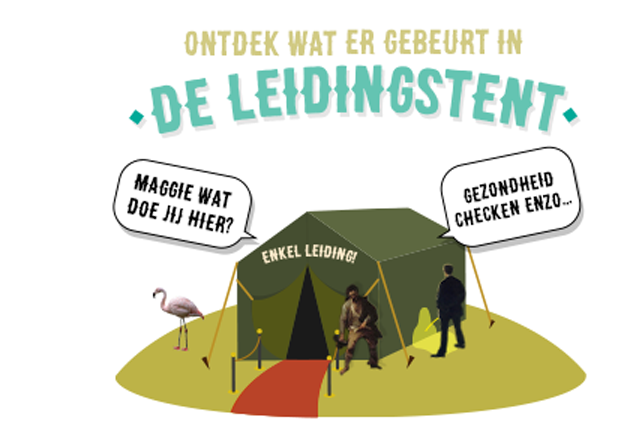 ONTDEK WAT ER GEBEURT IN
DE LEIDINGSTENT
MAGGIE WAT
DOE JIJ HIER?
GEZONDHEID
CHECKEN ENZO...
ENKEL LEIDING!